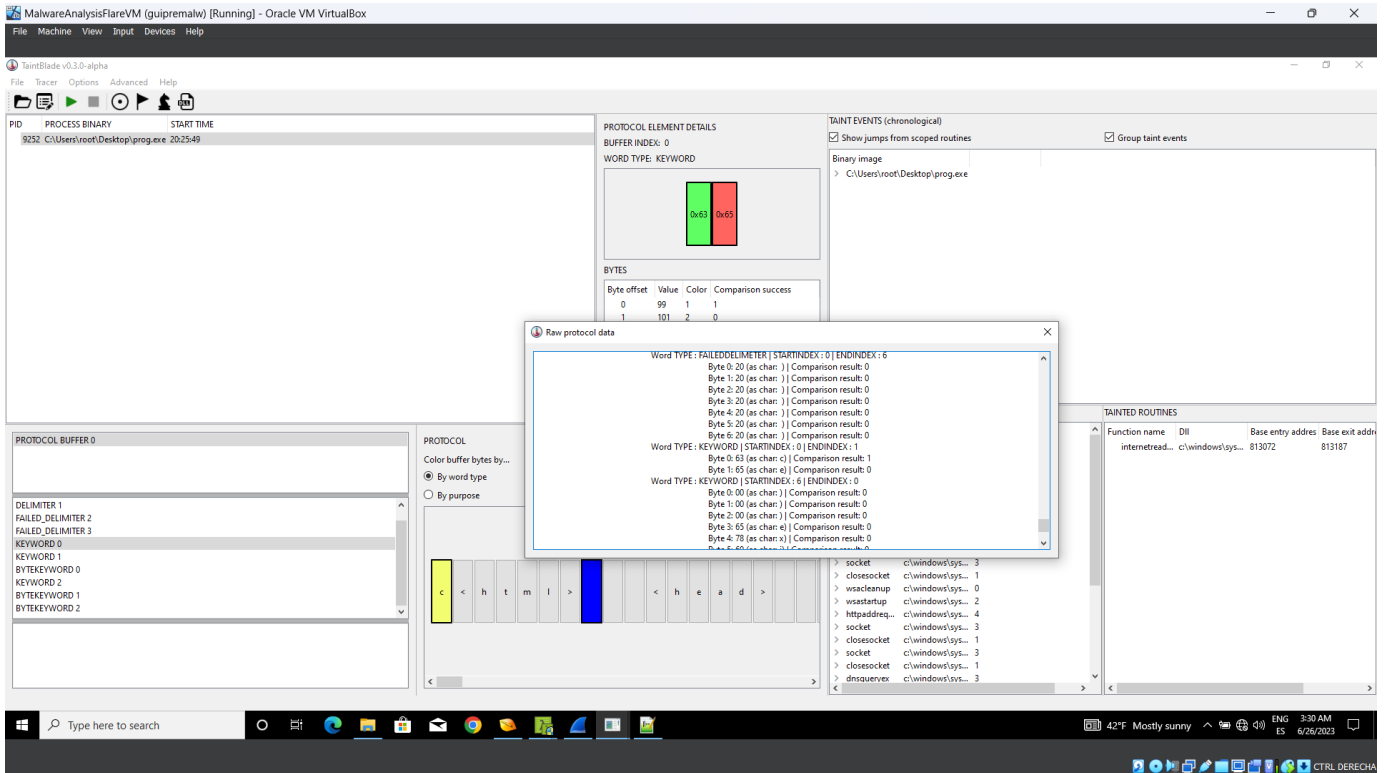 MalwareAnalysisFlareVM (guipremalw) [Running] - Oracle VM VirtualBox
File Machine View Input Devices Help
TaintBlade v0.3.0-alpha
File Tracer Options Advanced Help
PID PROCESS BINARY START TIME
9252 C:\Users\root\Desktop\prog.exe 20:25:49
PROTOCOL ELEMENT DETAILS
BUFFER INDEX: 0
WORD TYPE: KEYWORD
0x63 0x65
BYTES
Byte offset Value Color Comparison success
0 99 1 1
1 101 2 0
TAINT EVENTS (chronological)
Show jumps from scoped routines Group taint events
Binary image
C:\Users\root\Desktop\prog.exe
Raw protocol data
Word TYPE : FAILEDDELIMETER | STARTINDEX : 0 | ENDINDEX : 6
Byte 0: 20 (as char: ) | Comparison result: 0
Byte 1: 20 (as char: ) | Comparison result: 0
Byte 2: 20 (as char: ) | Comparison result: 0
Byte 3: 20 (as char: ) | Comparison result: 0
Byte 4: 20 (as char: ) | Comparison result: 0
Byte 5: 20 (as char: ) | Comparison result: 0
Byte 6: 20 (as char: ) | Comparison result: 0
Word TYPE : KEYWORD | STARTINDEX : 0 | ENDINDEX : 1
Byte 0: 63 (as char: c) | Comparison result: 1
Byte 1: 65 (as char: e) | Comparison result: 0
Word TYPE : KEYWORD | STARTINDEX : 6 | ENDINDEX : 0
Byte 0: 00 (as char: ) | Comparison result: 0
Byte 1: 00 (as char: ) | Comparison result: 0
Byte 2: 00 (as char: ) | Comparison result: 0
Byte 3: 65 (as char: e) | Comparison result: 0
Byte 4: 78 (as char: x) | Comparison result: 0
PROTOCOL BUFFER 0
DELIMITER 1
FAILED_DELIMITER 2
FAILED_DELIMITER 3
KEYWORD 0
KEYWORD 1
BYTEKEYWORD 0
KEYWORD 2
BYTEKEYWORD 1
BYTEKEYWORD 2
PROTOCOL
Color buffer bytes by...
By word type
By purpose
c < h t m l > < h e a d >
socket c:\windows\sys... 3
closesocket c:\windows\sys... 1
wsacleanup c:\windows\sys... 0
wsastartup c:\windows\sys... 2
httpaddreq... c:\windows\sys... 4
socket c:\windows\sys... 3
closesocket c:\windows\sys... 1
socket c:\windows\sys... 3
closesocket c:\windows\sys... 1
dnsqueryex c:\windows\sys... 3
TAINTED ROUTINES
Function name Dll Base entry addres Base exit addre
internetread... c:\windows\sys... 813072 813187
Type here to search
42°F Mostly sunny
ENG
ES
3:30 AM
6/26/2023
CTRL DERECHA